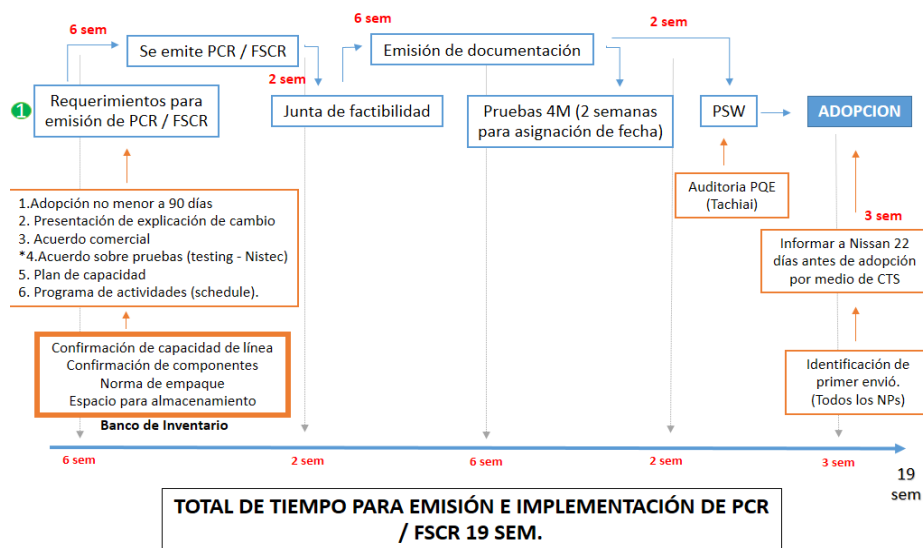 6 sem
Se emite PCR / FSCR
6 sem
Emisión de documentación
2 sem
2 sem
1
Requerimientos para
emisión de PCR / FSCR
Junta de factibilidad
Pruebas 4M (2 semanas
para asignación de fecha)
PSW
ADOPCION
1.Adopción no menor a 90 días
2. Presentación de explicación de cambio
3. Acuerdo comercial
*4.Acuerdo sobre pruebas (testing - Nistec)
5. Plan de capacidad
6. Programa de actividades (schedule).
Auditoria PQE
(Tachiai)
3 sem
Informar a Nissan 22
días antes de adopción
por medio de CTS
Confirmación de capacidad de línea
Confirmación de componentes
Norma de empaque
Espacio para almacenamiento
Banco de Inventario
Identificación de
primer envió.
(Todos los NPs)
6 sem
2 sem
6 sem
2 sem
3 sem
19
sem
TOTAL DE TIEMPO PARA EMISIÓN E IMPLEMENTACIÓN DE PCR
/ FSCR 19 SEM.